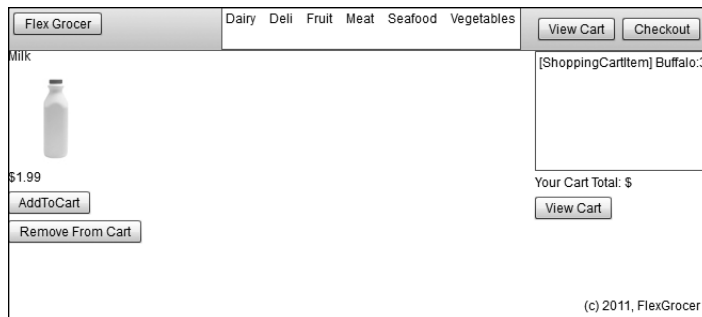 Flex Grocer
Dairy Deli Fruit Meat Seafood Vegetables
View Cart Checkout
Milk
$1.99
AddToCart
Remove From Cart
[ShoppingCartItem] Buffalo:
Your Cart Total: $
View Cart
(c) 2011, FlexGrocer